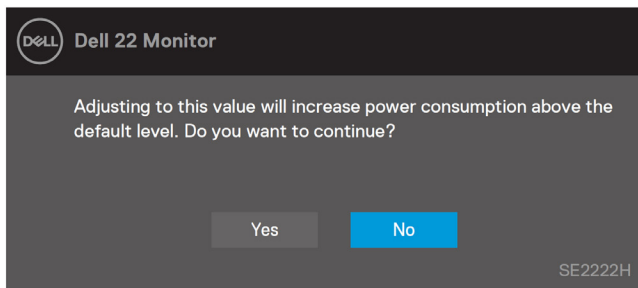 DELL
Dell 22 Monitor
Adjusting to this value will increase power consumption above the
default level. Do you want to continue?
Yes
No
SE2222H